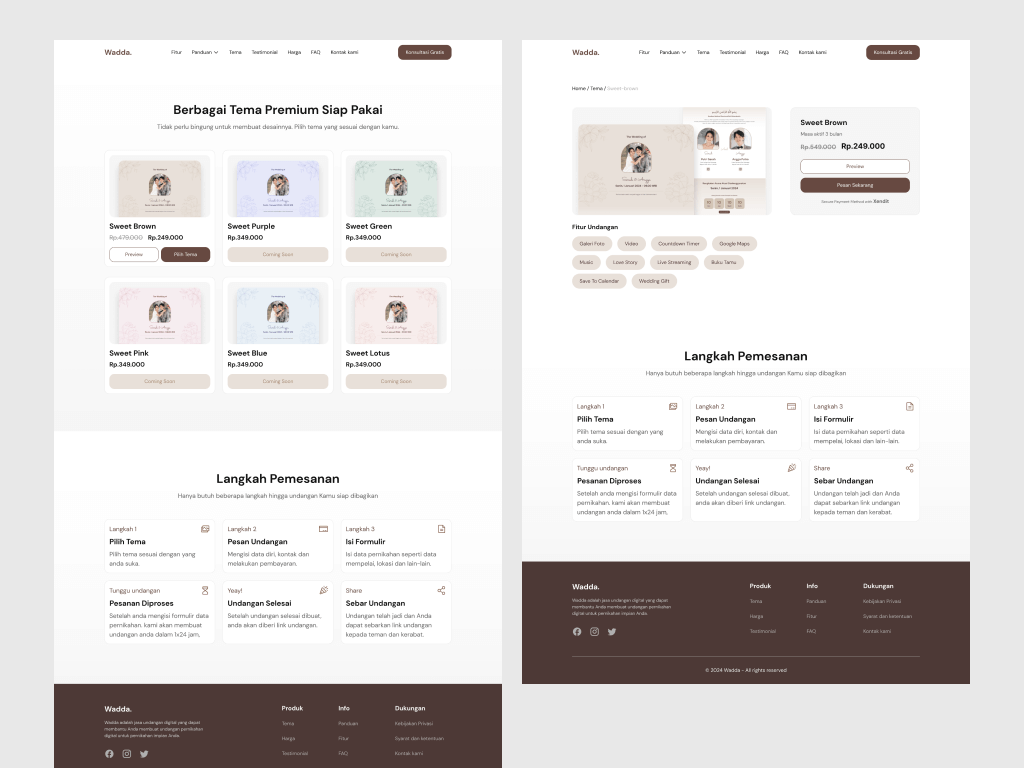 Wadda.
Fitur Panduan Tema Testimonial Harga FAQ Kontak kami
Konsultasi Gratis
Berbagai Tema Premium Siap Pakai
Tidak perlu bingung untuk membuat desainnya. Pilih tema yang sesuai dengan kamu.
Sweet Brown
Rp.479.000 Rp.249.000
Preview
Pilih Tema
Sweet Purple
Rp.349.000
Coming Soon
Sweet Green
Rp.349.000
Coming Soon
Sweet Pink
Rp.349.000
Coming Soon
Sweet Blue
Rp.349.000
Coming Soon
Sweet Lotus
Rp.349.000
Coming Soon
Langkah Pemesanan
Hanya butuh beberapa langkah hingga undangan Kamu siap dibagikan
Langkah 1
Pilih Tema
Pilih tema sesuai dengan yang
anda suka.
Langkah 2
Pesan Undangan
Mengisi data diri, kontak dan
melakukan pembayaran.
Langkah 3
Isi Formulir
Isi data pernikahan seperti data
mempelai, lokasi dan lain-lain.
Tunggu undangan
Pesanan Diproses
Setelah anda mengisi formulir data
pernikahan, kami akan membuat
undangan anda dalam 1x24 jam.
Yeay!
Undangan Selesai
Setelah undangan selesai dibuat,
anda akan diberi link undangan.
Share
Sebar Undangan
Undangan telah jadi dan Anda
dapat sebarkan link undangan
kepada teman dan kerabat.
Wadda.
Wadda adalah jasa undangan digital yang dapat
membantu Anda membuat undangan pernikahan
digital untuk pernikahan impian Anda.
Produk
Tema
Harga
Testimonial
Info
Panduan
Fitur
FAQ
Dukungan
Kebijakan Privasi
Syarat dan ketentuan
Kontak kami
Wadda.
Fitur Panduan Tema Testimonial Harga FAQ Kontak kami
Konsultasi Gratis
Home / Tema / Sweet-brown
The Wedding of
Sweet Brown
Masa aktif 3 bulan
Rp.549.000 Rp.249.000
Preview
Pesan Sekarang
Secure Payment Method with Xendit
Fitur Undangan
Galeri Foto
Video
Countdown Timer
Google Maps
Music
Love Story
Live Streaming
Buku Tamu
Save To Calendar
Wedding Gift
Langkah Pemesanan
Hanya butuh beberapa langkah hingga undangan Kamu siap dibagikan
Langkah 1
Pilih Tema
Pilih tema sesuai dengan yang
anda suka.
Langkah 2
Pesan Undangan
Mengisi data diri, kontak dan
melakukan pembayaran.
Langkah 3
Isi Formulir
Isi data pernikahan seperti data
mempelai, lokasi dan lain-lain.
Tunggu undangan
Pesanan Diproses
Setelah anda mengisi formulir data
pernikahan, kami akan membuat
undangan anda dalam 1x24 jam.
Yeay!
Undangan Selesai
Setelah undangan selesai dibuat,
anda akan diberi link undangan.
Share
Sebar Undangan
Undangan telah jadi dan Anda
dapat sebarkan link undangan
kepada teman dan kerabat.
Wadda.
Wadda adalah jasa undangan digital yang dapat
membantu Anda membuat undangan pernikahan
digital untuk pernikahan impian Anda.
Produk
Tema
Harga
Testimonial
Info
Panduan
Fitur
FAQ
Dukungan
Kebijakan Privasi
Syarat dan ketentuan
Kontak kami
© 2024 Wadda - All rights reserved